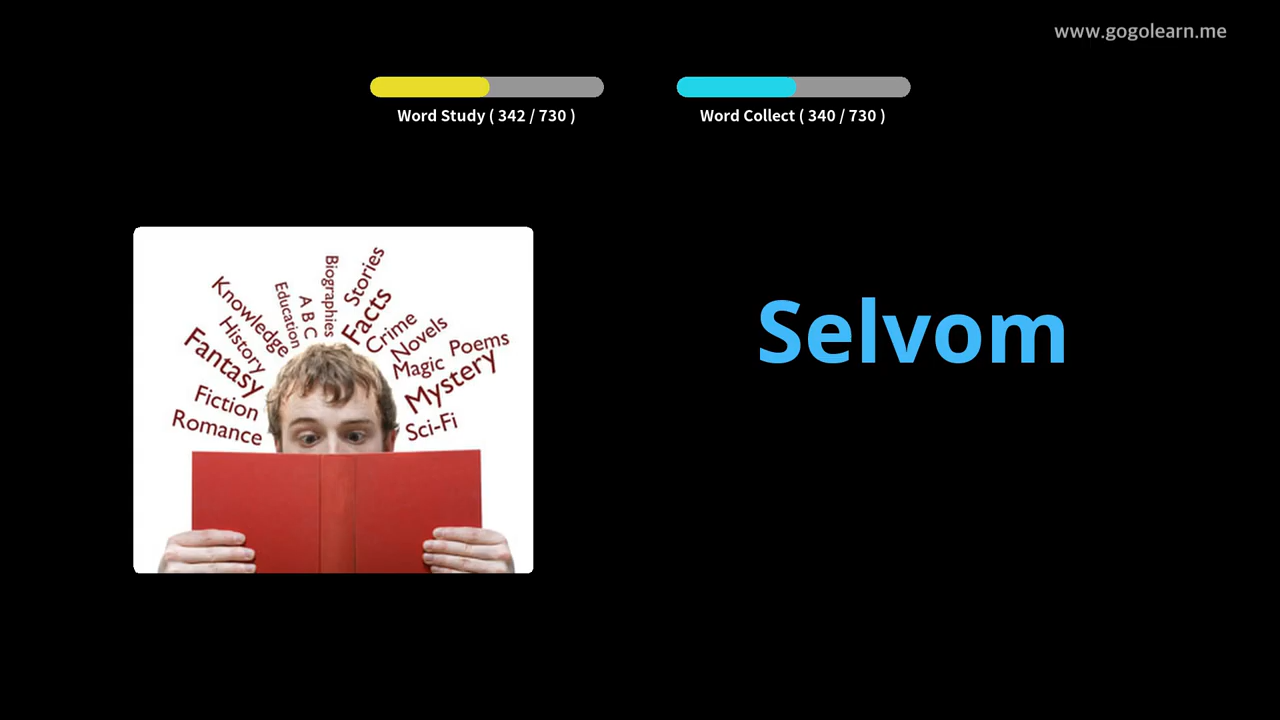 www.gogolearn.me
Word Study ( 342 / 730 )
Word Collect ( 340 / 730 )
Selvom
Stories
Biographies
Education
A B C
Facts
Knowledge
Crime
History
Novels
Fantasy
Poems
Magic
Mystery
Fiction
Romance
Sci-Fi